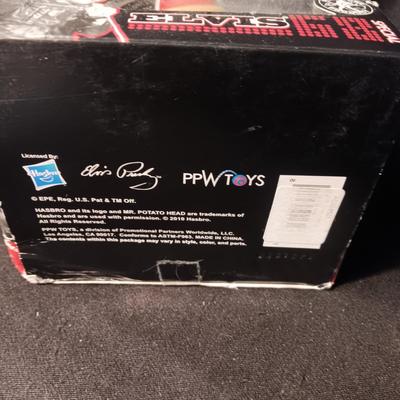 ELVIS
Licensed By:
Hasbro
Elvis Presley
PPW TOYS
© EPE, Reg. U.S. Pat & TM Off.
HASBRO and its logo and MR. POTATO HEAD are trademarks of
Hasbro and are used with permission. © 2010 Hasbro.
All Rights Reserved.
PPW TOYS, a division of Promotional Partners Worldwide, LLC.
Los Angeles, CA 90017. Conforms to ASTM-F963. MADE IN CHINA.
The contents within this package may vary in style, color, and parts.